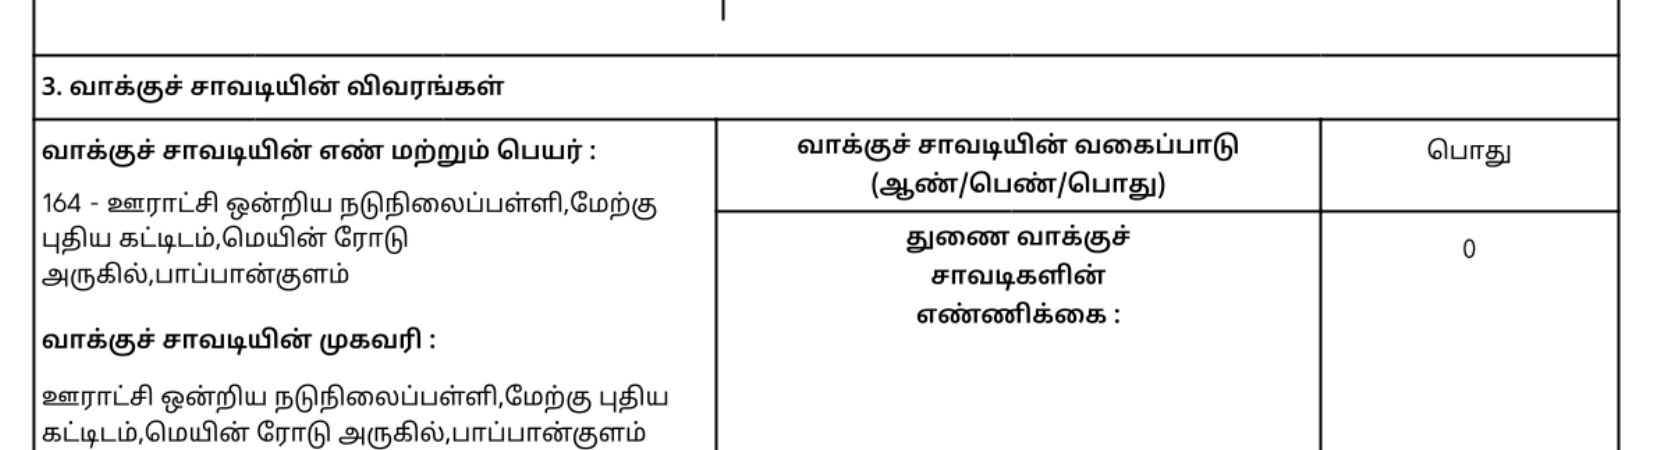 3. வாக்குச் சாவடியின் விவரங்கள்
வாக்குச் சாவடியின் எண் மற்றும் பெயர் :
164 - ஊராட்சி ஒன்றிய நடுநிலைப்பள்ளி,மேற்கு
புதிய கட்டிடம்,மெயின் ரோடு
அருகில்,பாப்பான்குளம்
வாக்குச் சாவடியின் முகவரி :
ஊராட்சி ஒன்றிய நடுநிலைப்பள்ளி,மேற்கு புதிய
கட்டிடம்,மெயின் ரோடு அருகில்,பாப்பான்குளம்
வாக்குச் சாவடியின் வகைப்பாடு
(ஆண்/பெண்/பொது)
பொது
துணை வாக்குச்
சாவடிகளின்
எண்ணிக்கை :
0